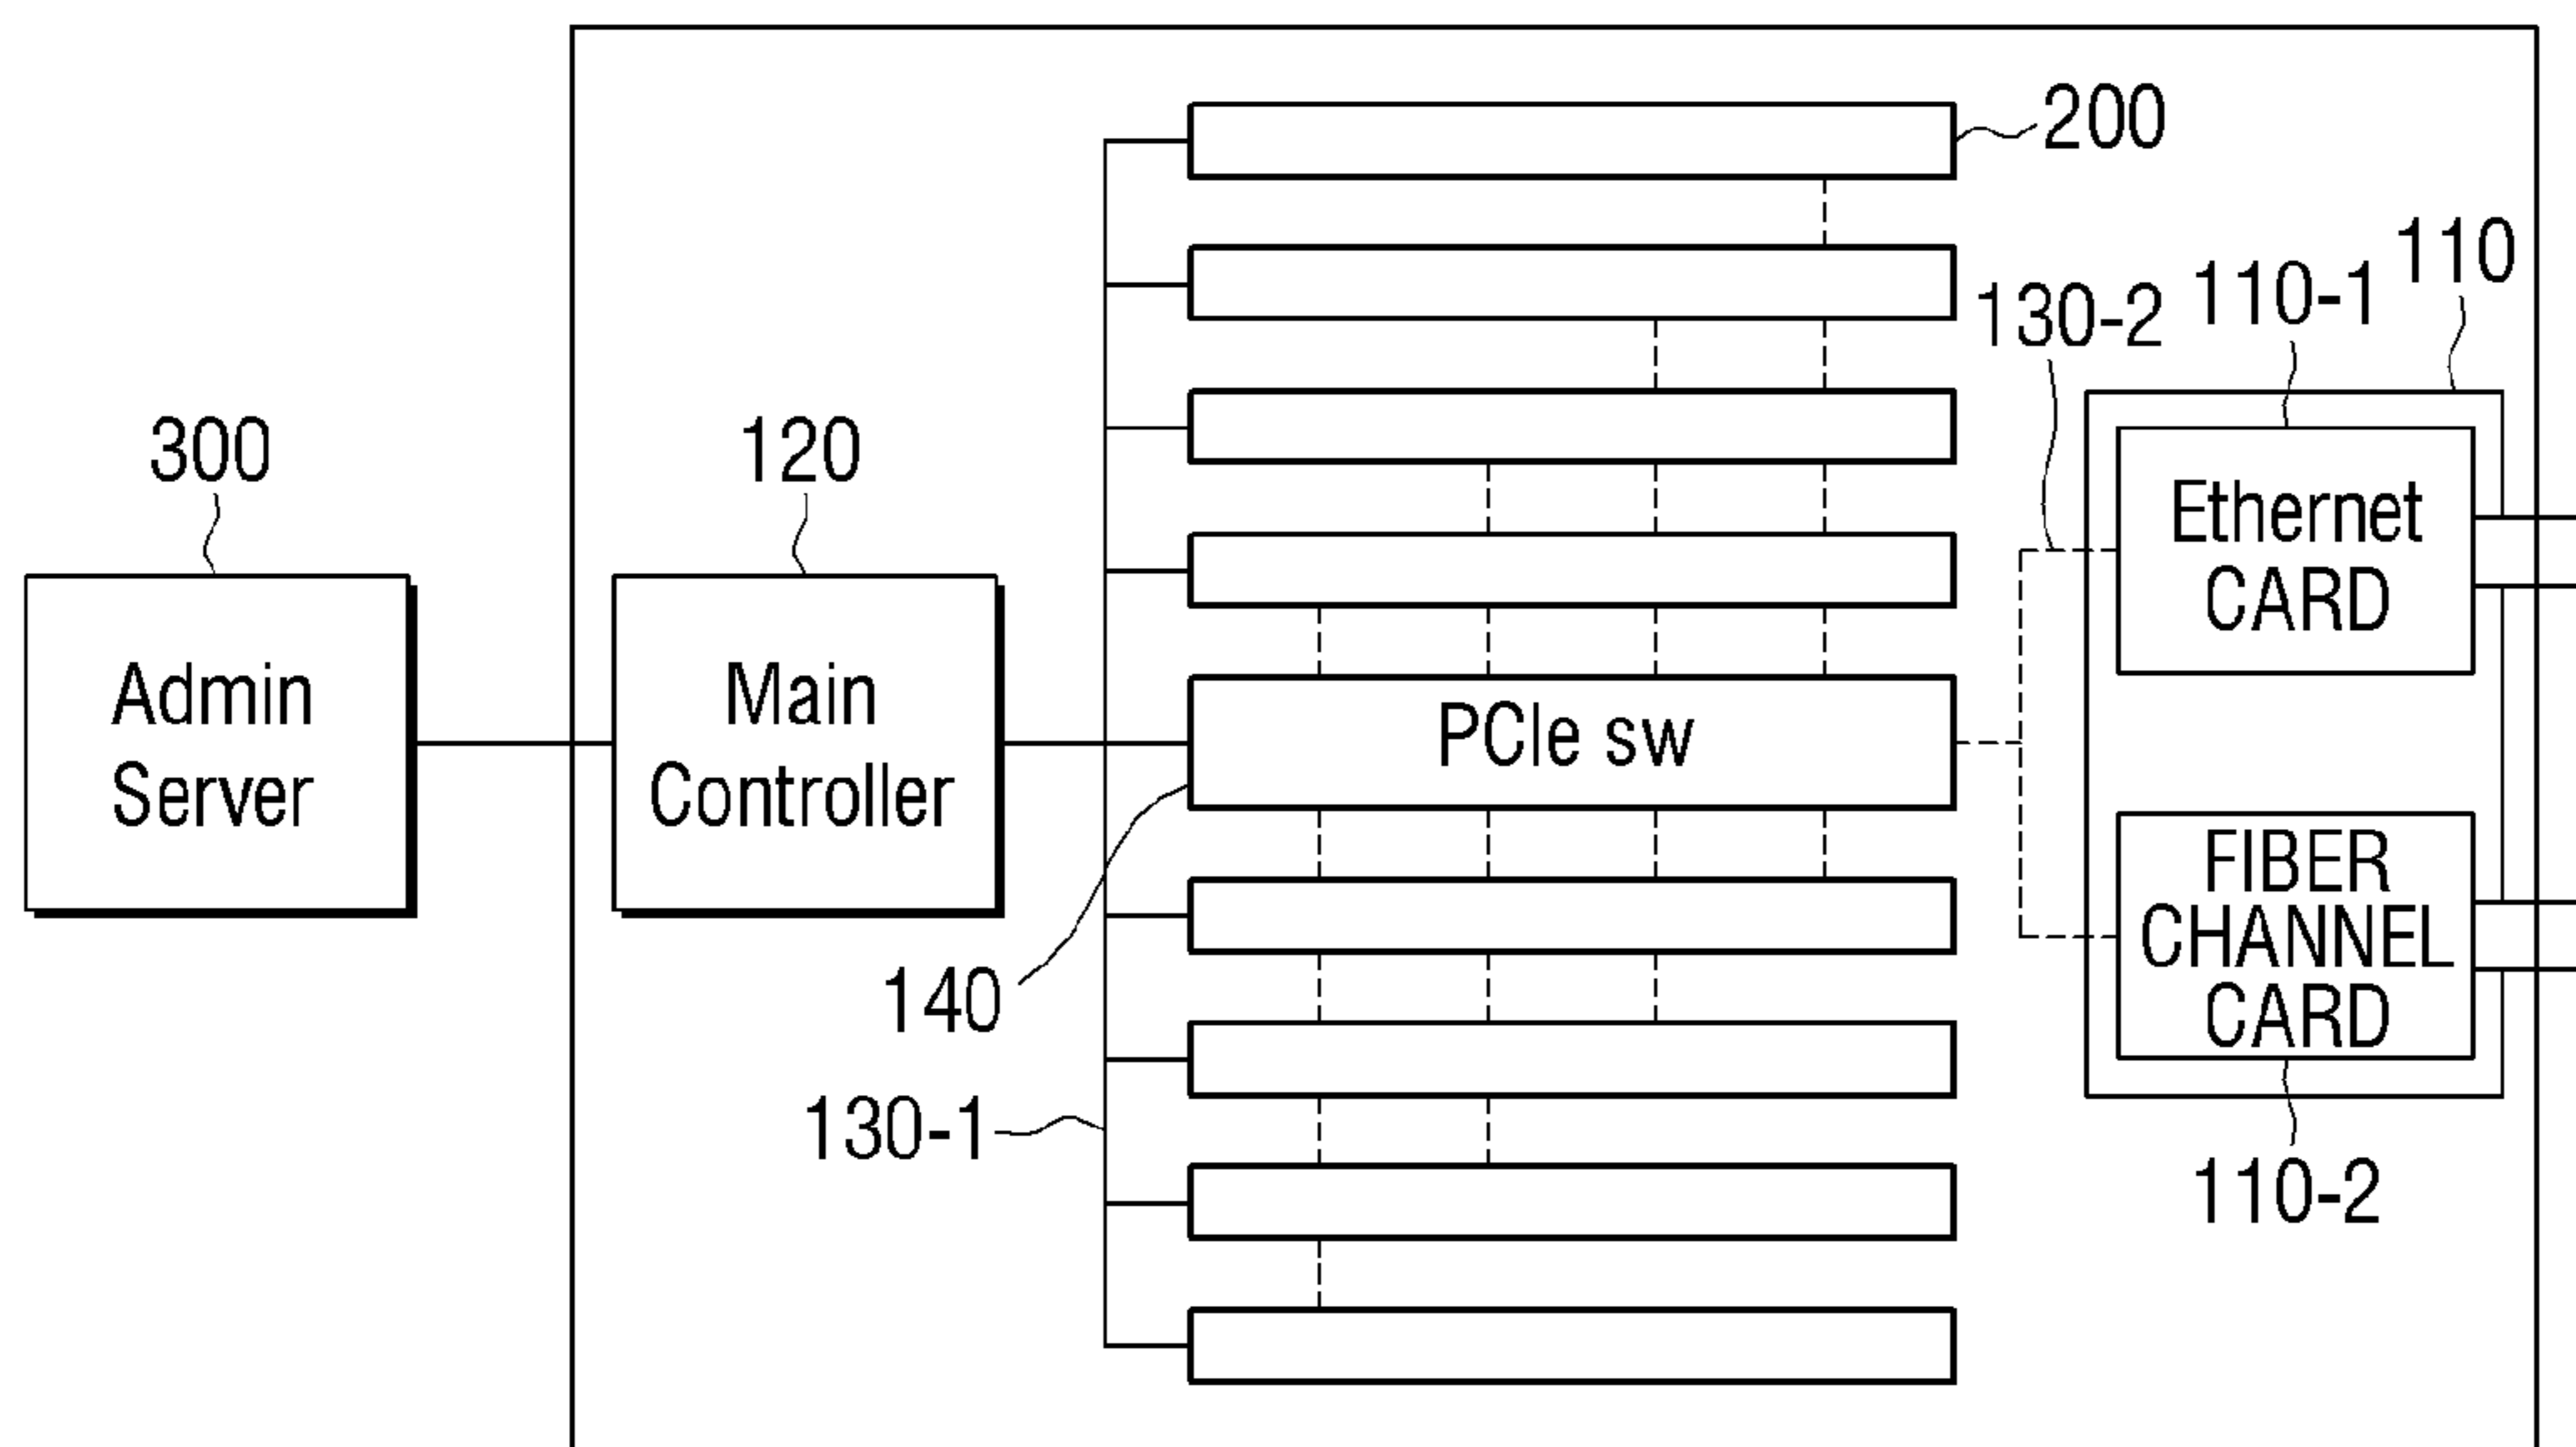 200
110
110-1
130-2
300
120
Ethernet
CARD
Admin
Server
Main
Controller
PCIe sw
FIBER
CHANNEL
CARD
140
130-1
110-2